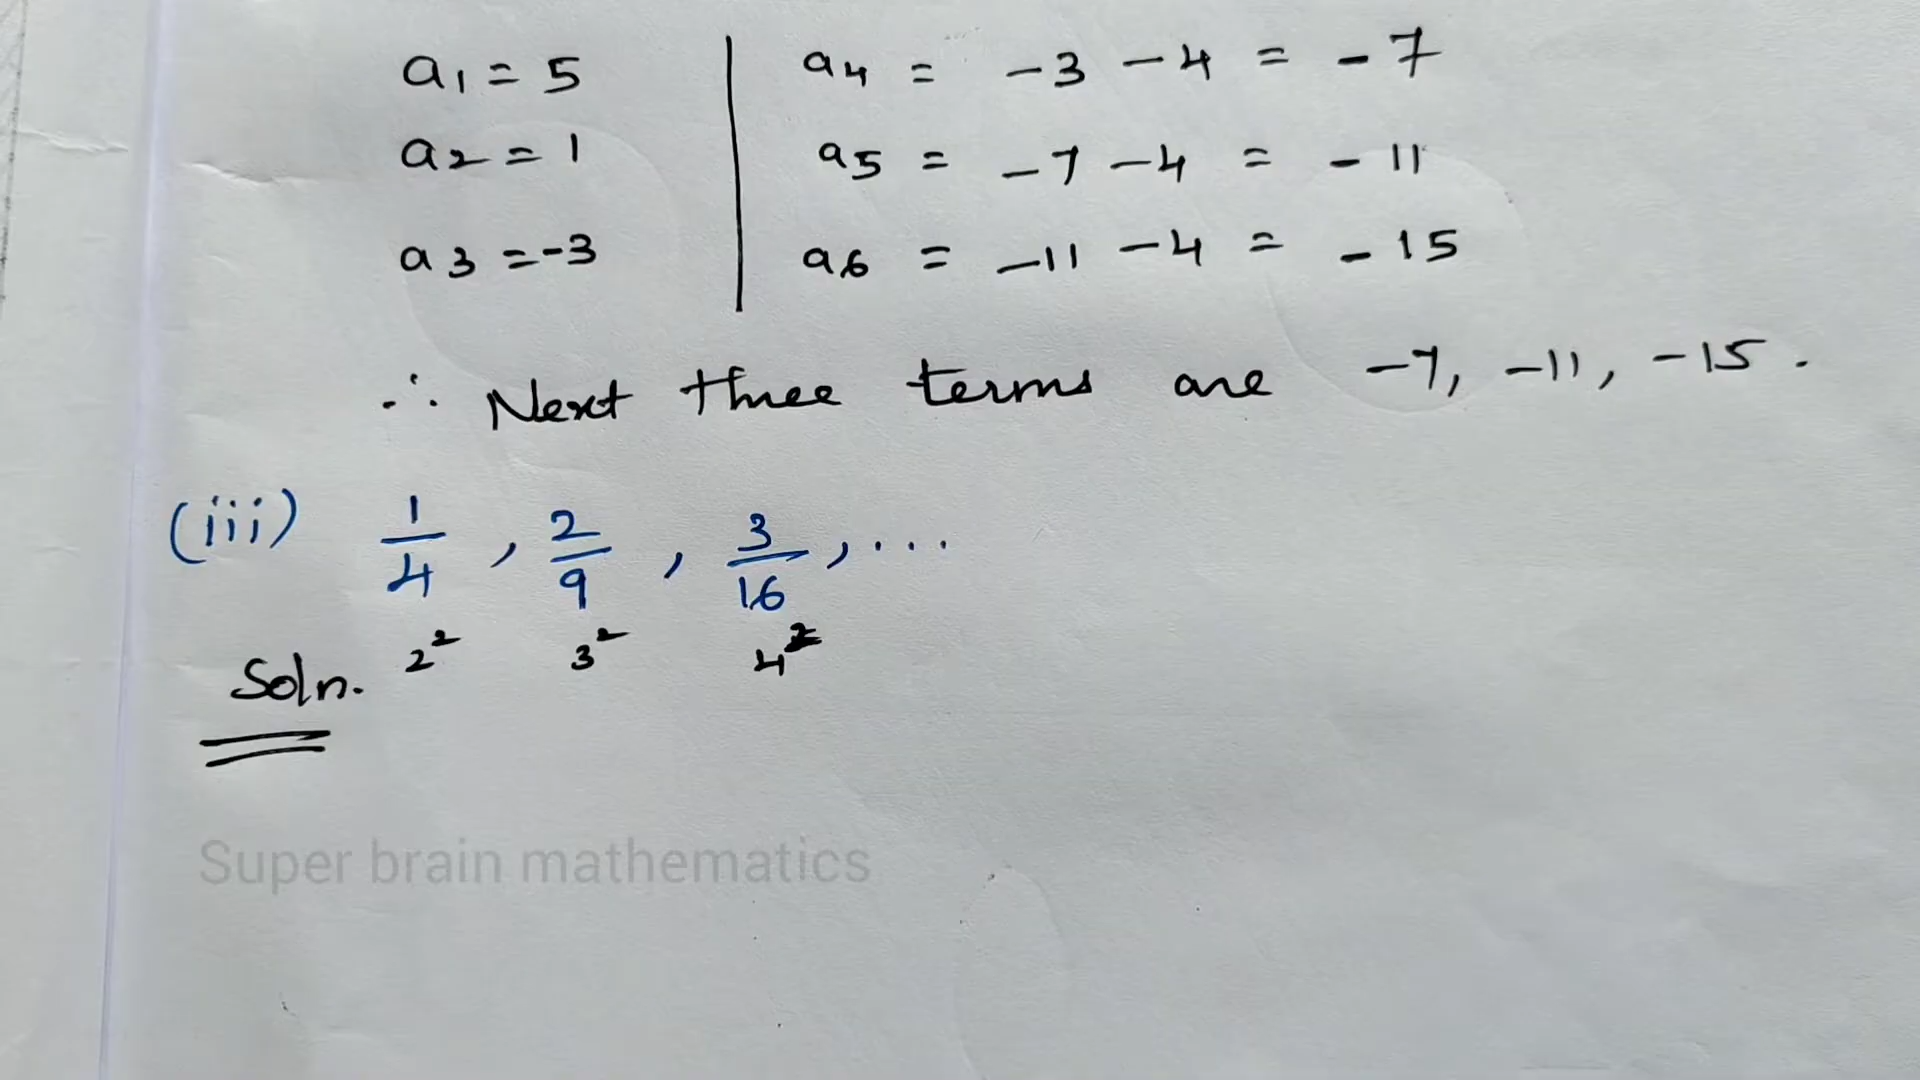 a₁ = 5
a₂ = 1
a₃ = -3
a₄ = -3 - 4 = -7
a₅ = -7 - 4 = -11
a₆ = -11 - 4 = -15
∴ Next three terms are -7, -11, -15.
(iii) 1/4, 2/9, 3/16, ...
2² 3² 4²
Soln.
Super brain mathematics